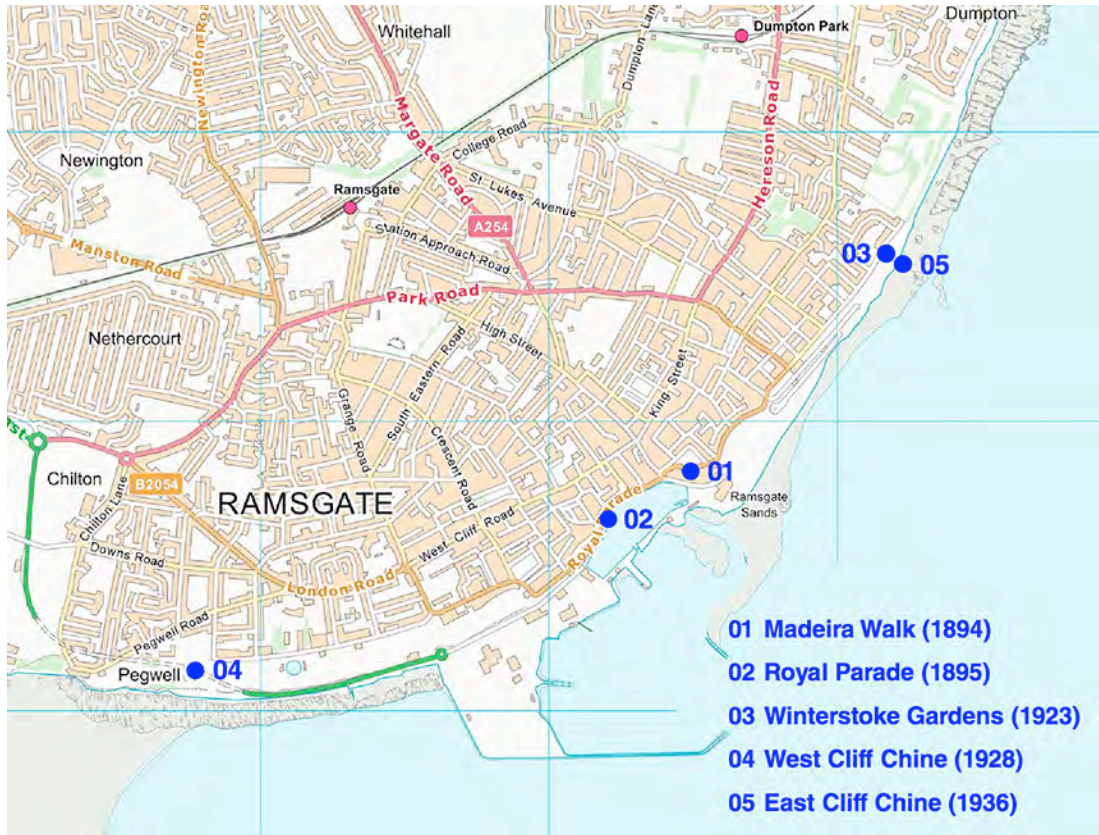 Dumpton
Whitehall
Dumpton Park
Newington Road
Dumpton Lane
Margate Road
College Road
Hereson Road
Newington
Ramsgate
St. Lukes Avenue
A254
Station Approach Road
Manston Road
03
05
Park Road
Nethercourt
High Street
South Eastern Road
King Street
Grange Road
Crescent Road
01
Chilton
B2054
Chilton Lane
RAMSGATE
Ramsgate
Sands
02
West Cliff Road
Royal Parade
Downs Road
London Road
Pegwell Road
Pegwell
04
01 Madeira Walk (1894)
02 Royal Parade (1895)
03 Winterstoke Gardens (1923)
04 West Cliff Chine (1928)
05 East Cliff Chine (1936)